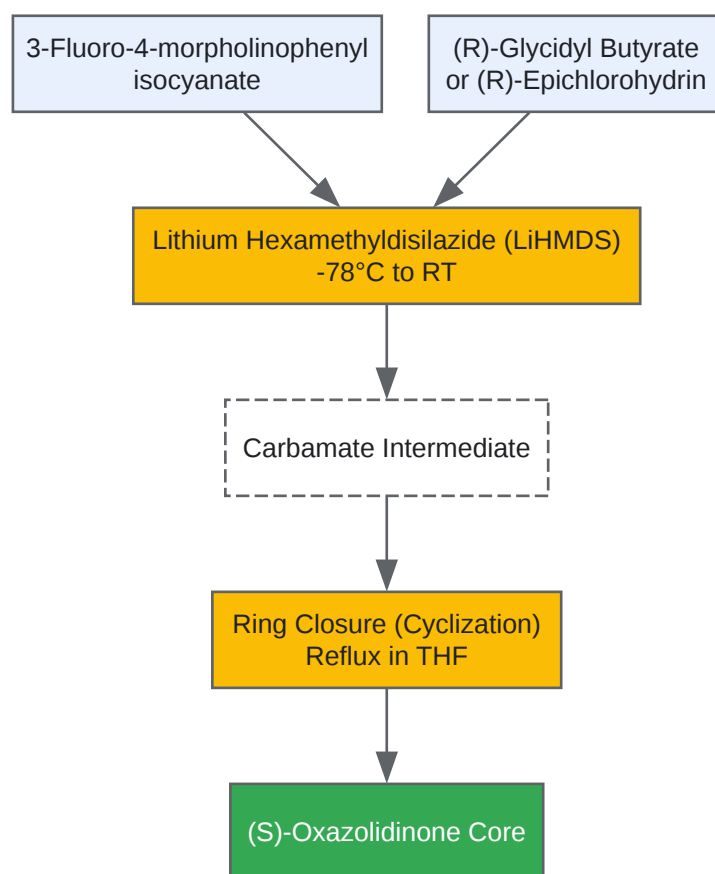 3-Fluoro-4-morpholinophenyl
isocyanate
(R)-Glycidyl Butyrate
or (R)-Epichlorohydrin
Lithium Hexamethyldisilazide (LiHMDS)
-78°C to RT
Carbamate Intermediate
Ring Closure (Cyclization)
Reflux in THF
(S)-Oxazolidinone Core